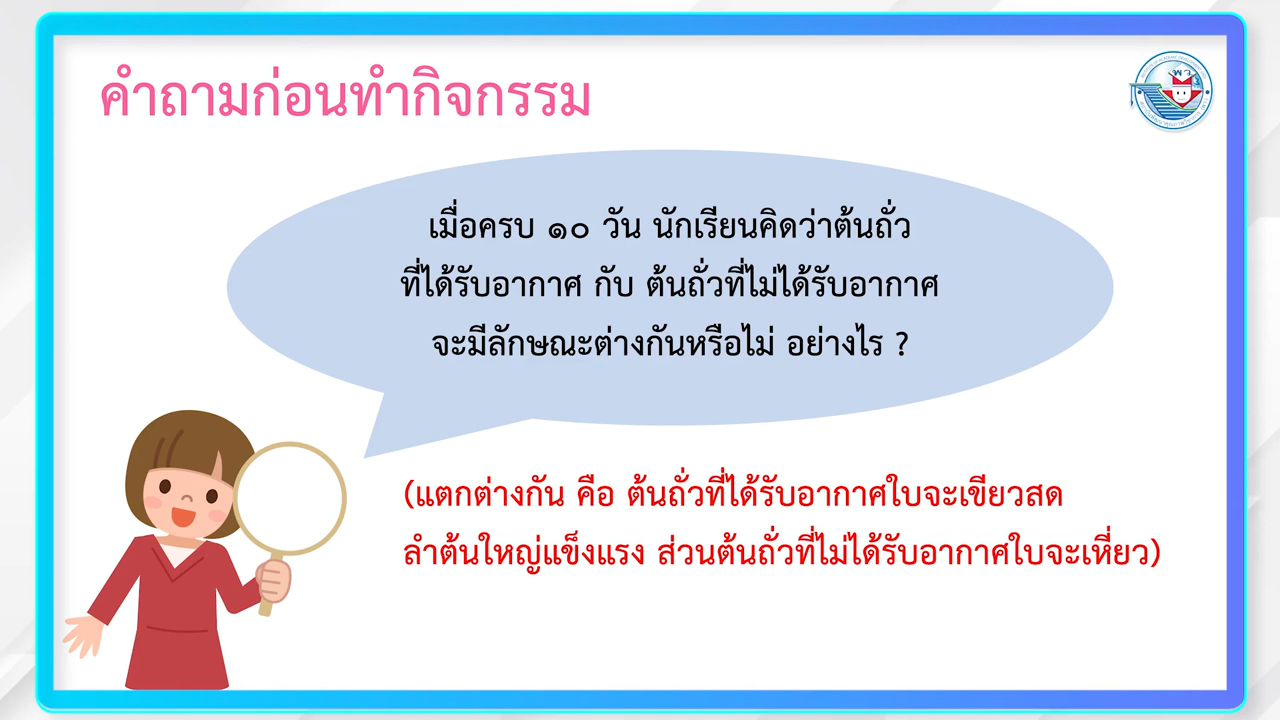 คำถามก่อนทำกิจกรรม
พว
เมื่อครบ ๑๐ วัน นักเรียนคิดว่าต้นถั่ว
ที่ได้รับอากาศ กับ ต้นถั่วที่ไม่ได้รับอากาศ
จะมีลักษณะต่างกันหรือไม่ อย่างไร ?
(แตกต่างกัน คือ ต้นถั่วที่ได้รับอากาศใบจะเขียวสด
ลำต้นใหญ่แข็งแรง ส่วนต้นถั่วที่ไม่ได้รับอากาศใบจะเหี่ยว)